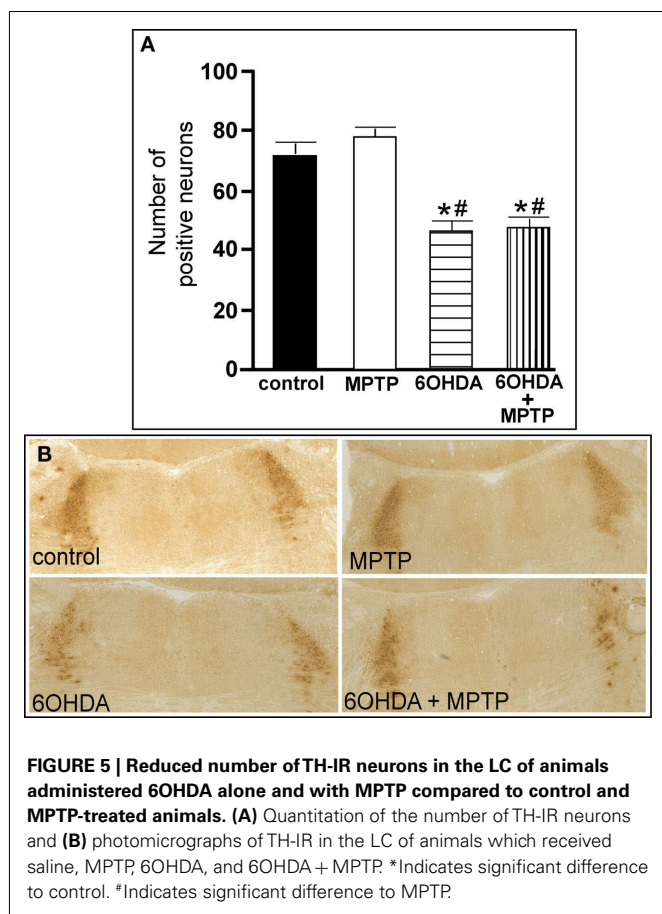 A
100
80
60
40
20
0
Number of
positive neurons
*#
*#
control
MPTP
6OHDA
6OHDA
+
MPTP
B
control
MPTP
6OHDA
6OHDA + MPTP
FIGURE 5 | Reduced number of TH-IR neurons in the LC of animals
administered 6OHDA alone and with MPTP compared to control and
MPTP-treated animals. (A) Quantitation of the number of TH-IR neurons
and (B) photomicrographs of TH-IR in the LC of animals which received
saline, MPTP, 6OHDA, and 6OHDA + MPTP. *Indicates significant difference
to control. #Indicates significant difference to MPTP.